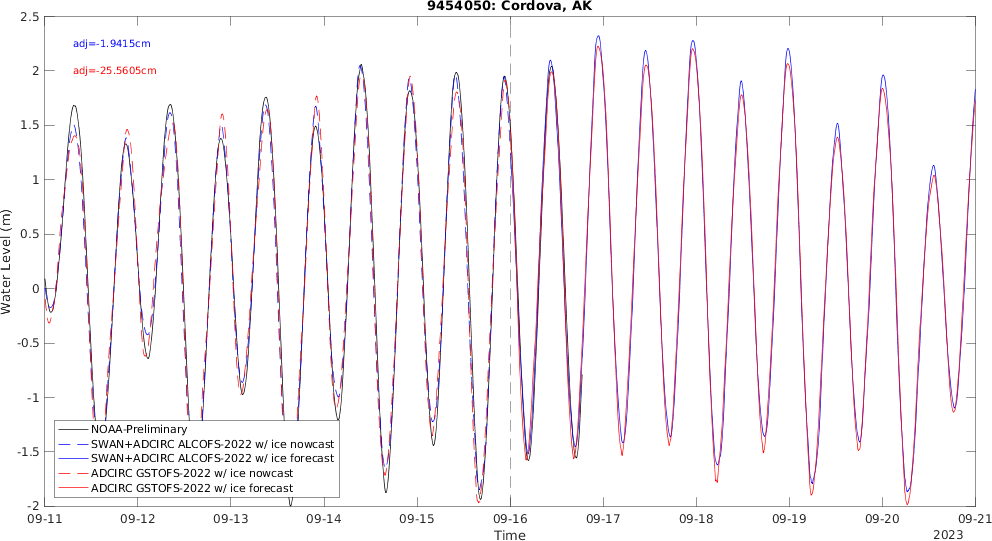 9454050: Cordova, AK
adj=-1.9415cm
adj=-25.5605cm
2.5
2
1.5
1
0.5
0
-0.5
-1
-1.5
-2
Water Level (m)
NOAA-Preliminary
SWAN+ADCIRC ALCOFS-2022 w/ ice nowcast
SWAN+ADCIRC ALCOFS-2022 w/ ice forecast
ADCIRC GSTOFS-2022 w/ ice nowcast
ADCIRC GSTOFS-2022 w/ ice forecast
09-11 09-12 09-13 09-14 09-15 09-16 09-17 09-18 09-19 09-20 09-21
Time
2023